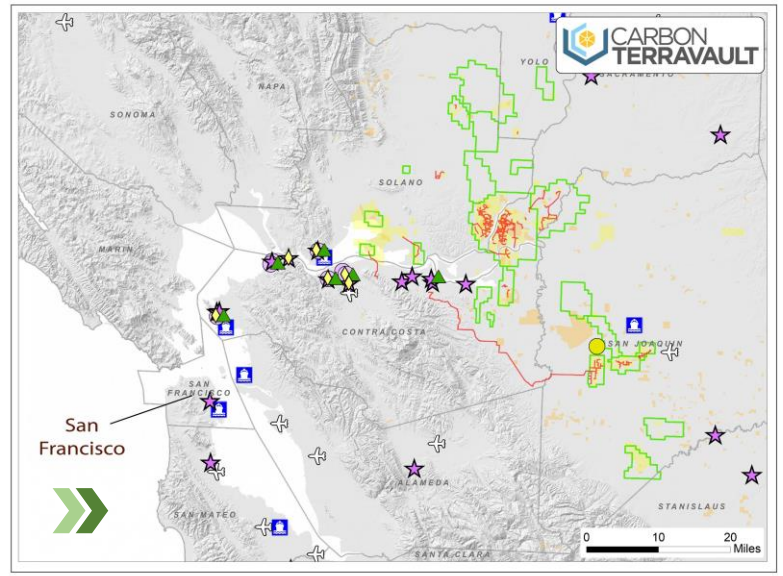 CARBON
TERRAVAULT
YOLO
SACRAMENTO
NAPA
SONOMA
SOLANO
MARIN
CONTRA COSTA
SAN JOAQUIN
SAN
FRANCISCO
San
Francisco
ALAMEDA
SAN MATEO
STANISLAUS
SANTA CLARA
0 10 20
Miles